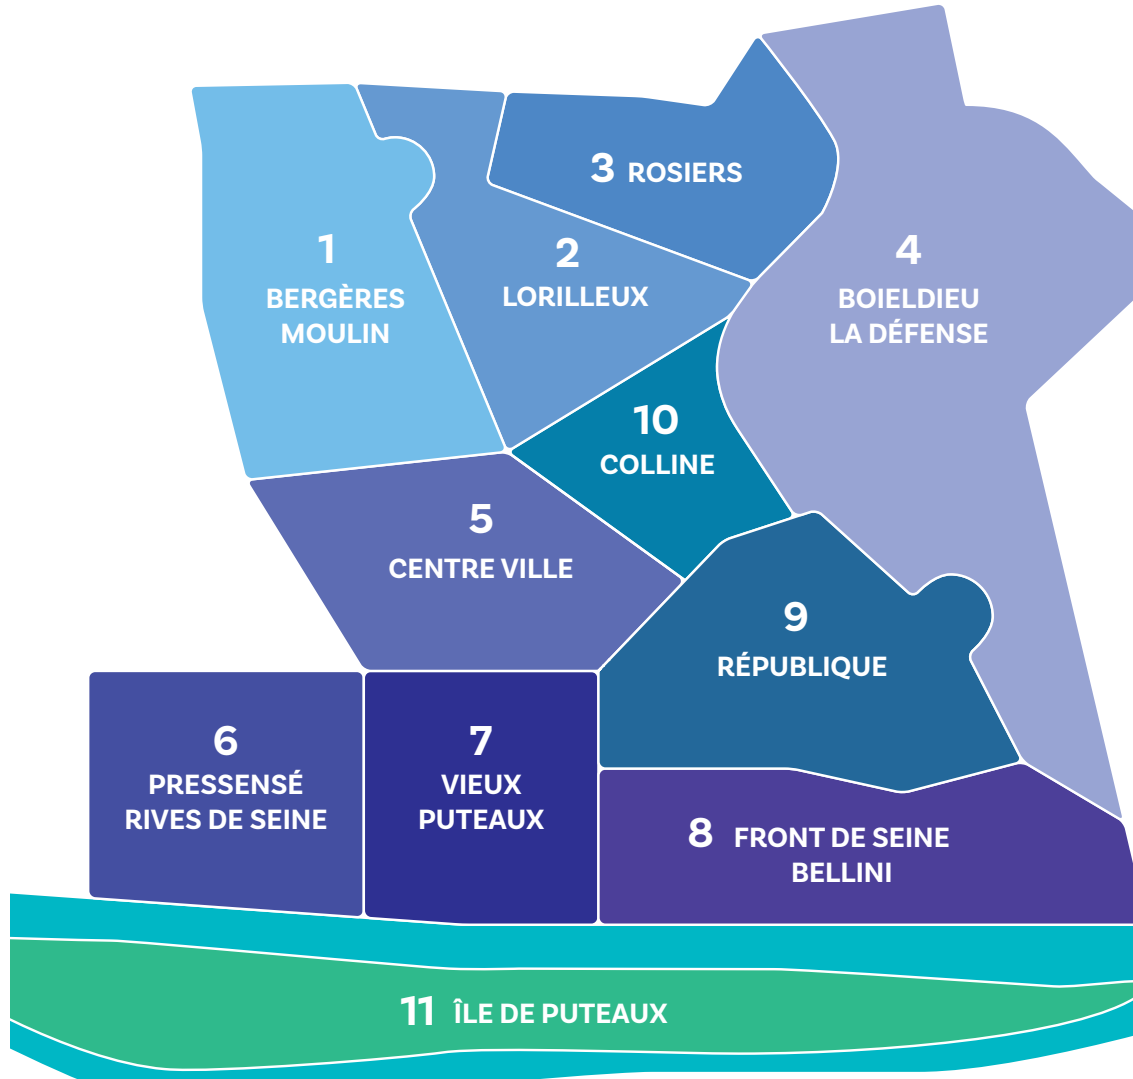 1
BERGÈRES
MOULIN
2
LORILLEUX
3 ROSIERS
4
BOIELDIEU
LA DÉFENSE
10
COLLINE
5
CENTRE VILLE
9
RÉPUBLIQUE
6
PRESSENSÉ
RIVES DE SEINE
7
VIEUX
PUTEAUX
8 FRONT DE SEINE
BELLINI
11 ÎLE DE PUTEAUX